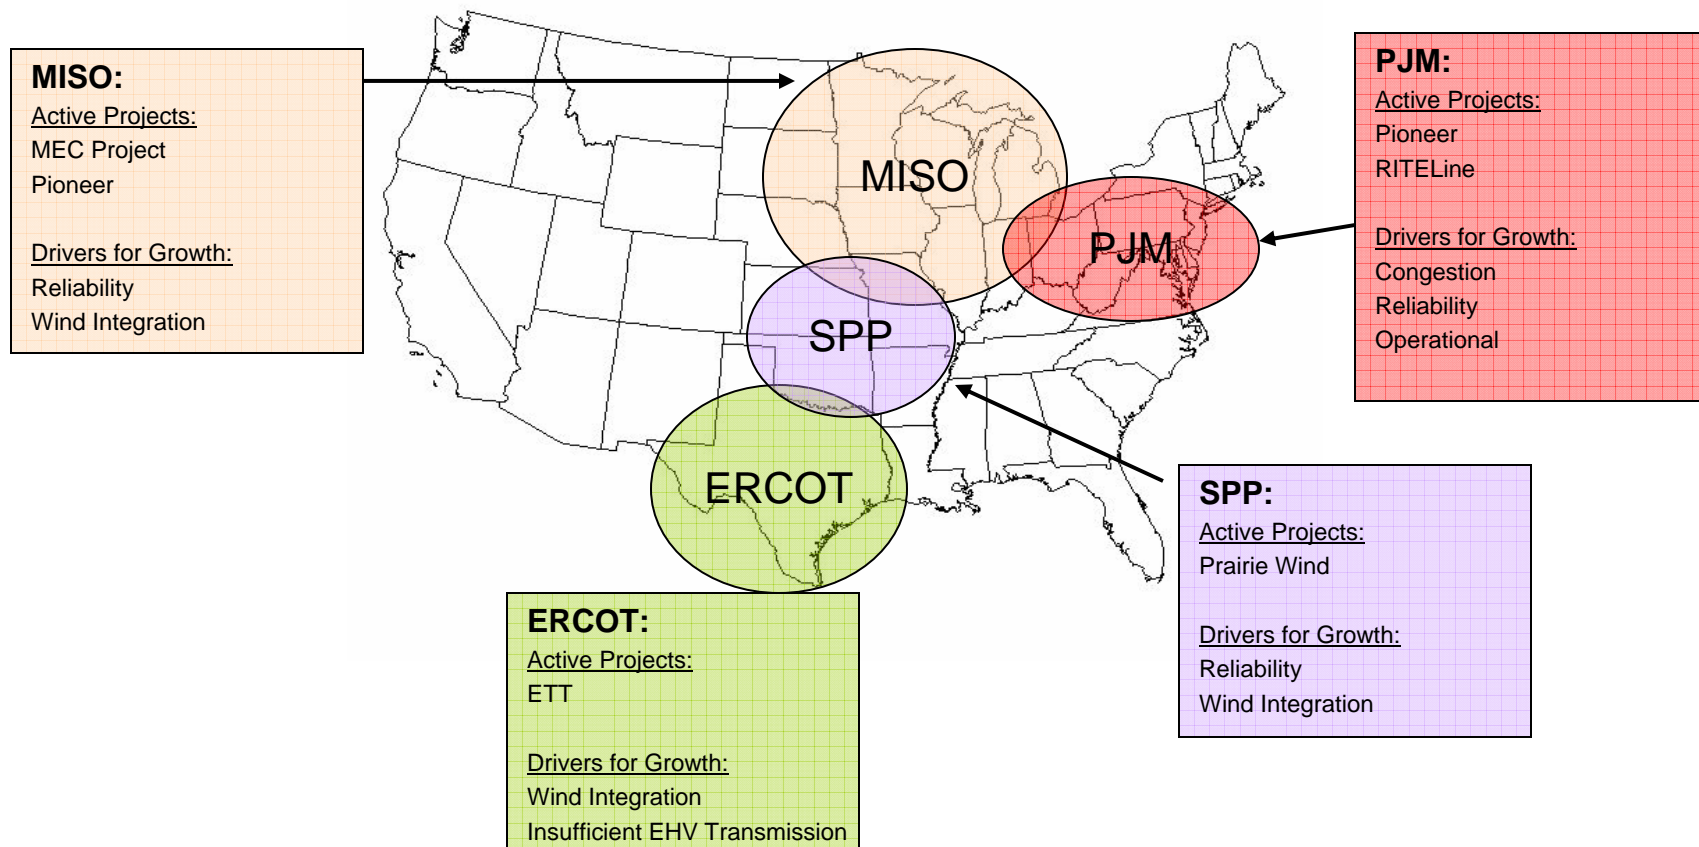 MISO:
Active Projects:
MEC Project
Pioneer
Drivers for Growth:
Reliability
Wind Integration
MISO
PJM
SPP
ERCOT
PJM:
Active Projects:
Pioneer
RITELine
Drivers for Growth:
Congestion
Reliability
Operational
SPP:
Active Projects:
Prairie Wind
Drivers for Growth:
Reliability
Wind Integration
ERCOT:
Active Projects:
ETT
Drivers for Growth:
Wind Integration
Insufficient EHV Transmission